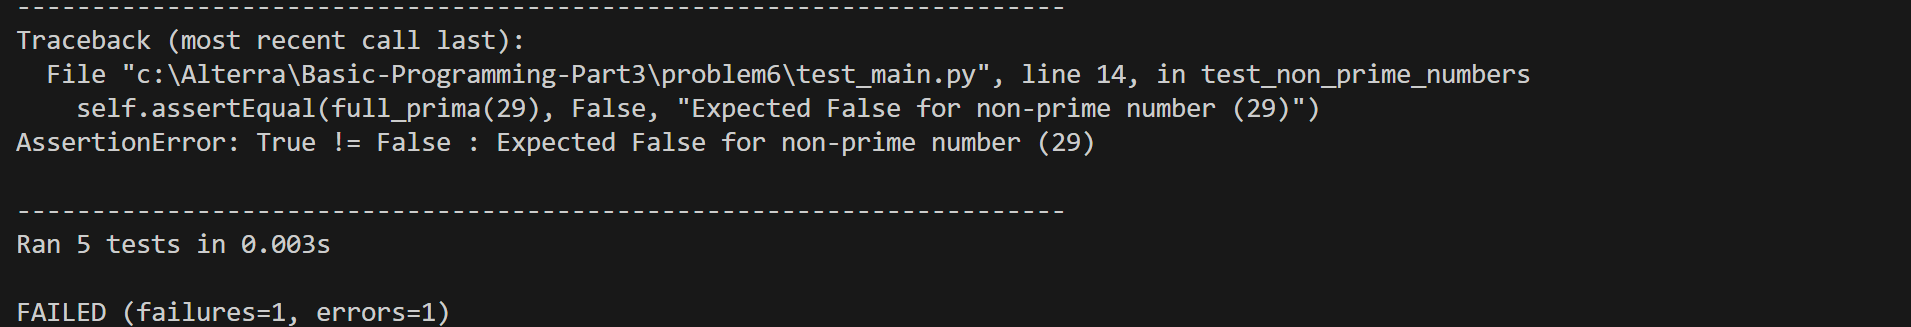 ----------------------------------------------------------------------
Traceback (most recent call last):
  File "c:\Alterra\Basic-Programming-Part3\problem6\test_main.py", line 14, in test_non_prime_numbers
    self.assertEqual(full_prima(29), False, "Expected False for non-prime number (29)")
AssertionError: True != False : Expected False for non-prime number (29)
----------------------------------------------------------------------
Ran 5 tests in 0.003s
FAILED (failures=1, errors=1)